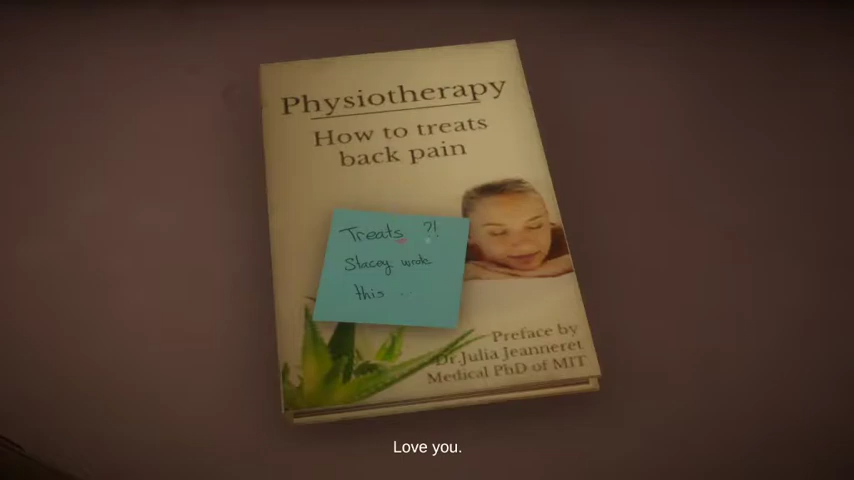 Physiotherapy
How to treats
back pain
Treats ?!
Stacey wrote
this .
Preface by
Dr.Julia Jeanneret
Medical PhD of MIT
Love you.